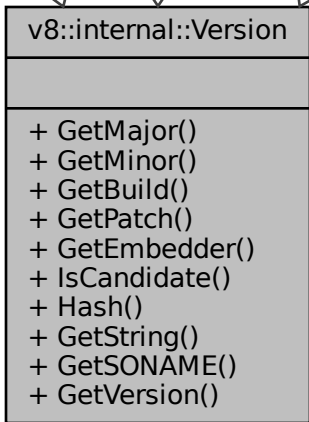 v8::internal::Version
+ GetMajor()
+ GetMinor()
+ GetBuild()
+ GetPatch()
+ GetEmbedder()
+ IsCandidate()
+ Hash()
+ GetString()
+ GetSONAME()
+ GetVersion()